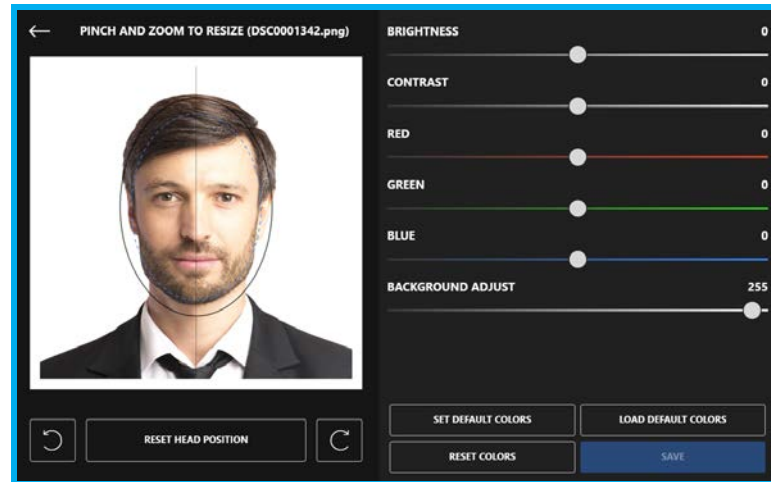 PINCH AND ZOOM TO RESIZE (DSC0001342.png)
RESET HEAD POSITION
BRIGHTNESS 0
CONTRAST 0
RED 0
GREEN 0
BLUE 0
BACKGROUND ADJUST 255
SET DEFAULT COLORS
LOAD DEFAULT COLORS
RESET COLORS
SAVE